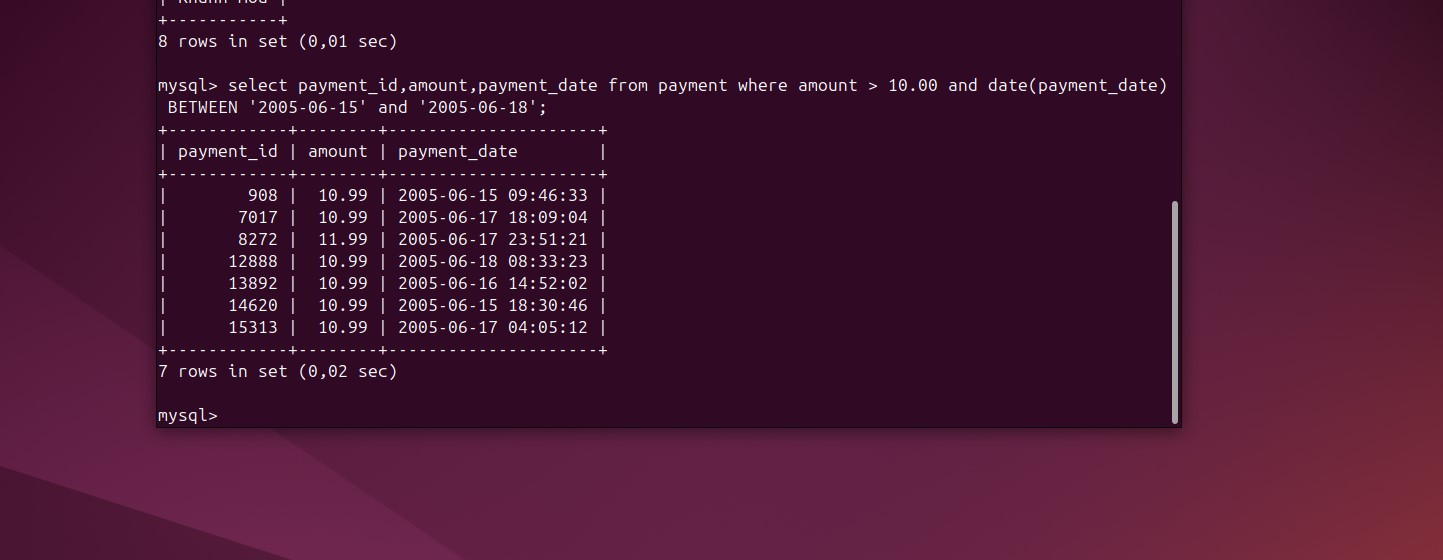 +-----------+
8 rows in set (0,01 sec)
mysql> select payment_id,amount,payment_date from payment where amount > 10.00 and date(payment_date)
 BETWEEN '2005-06-15' and '2005-06-18';
+------------+--------+---------------------+
| payment_id | amount | payment_date        |
+------------+--------+---------------------+
|        908 |  10.99 | 2005-06-15 09:46:33 |
|       7017 |  10.99 | 2005-06-17 18:09:04 |
|       8272 |  11.99 | 2005-06-17 23:51:21 |
|      12888 |  10.99 | 2005-06-18 08:33:23 |
|      13892 |  10.99 | 2005-06-16 14:52:02 |
|      14620 |  10.99 | 2005-06-15 18:30:46 |
|      15313 |  10.99 | 2005-06-17 04:05:12 |
+------------+--------+---------------------+
7 rows in set (0,02 sec)
mysql>